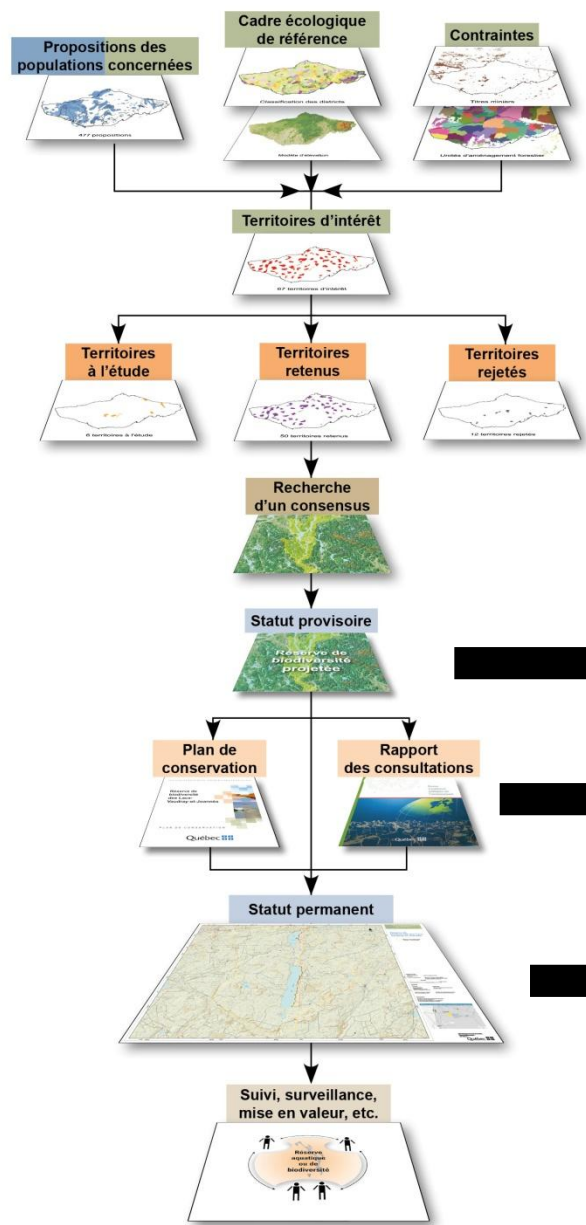 Propositions des
populations concernées
477 propositions
Cadre écologique
de référence
Classification des districts
Modèle d'élévation
Contraintes
Titres miniers
Unités d'aménagement forestier
Territoires d'intérêt
67 territoires d'intérêt
Territoires
à l'étude
Territoires
retenus
50 territoires retenus
Territoires
rejetés
12 territoires rejetés
Recherche
d'un consensus
Statut provisoire
Réserve de
biodiversité
projetée
Plan de
conservation
Réserve de
biodiversité
des Lacs
Vaudray et Joannès
PLAN DE CONSERVATION
Québec
Rapport
des consultations
Québec
Statut permanent
Québec
Suivi, surveillance,
mise en valeur, etc.
Réserve
aquatique
ou de
biodiversité